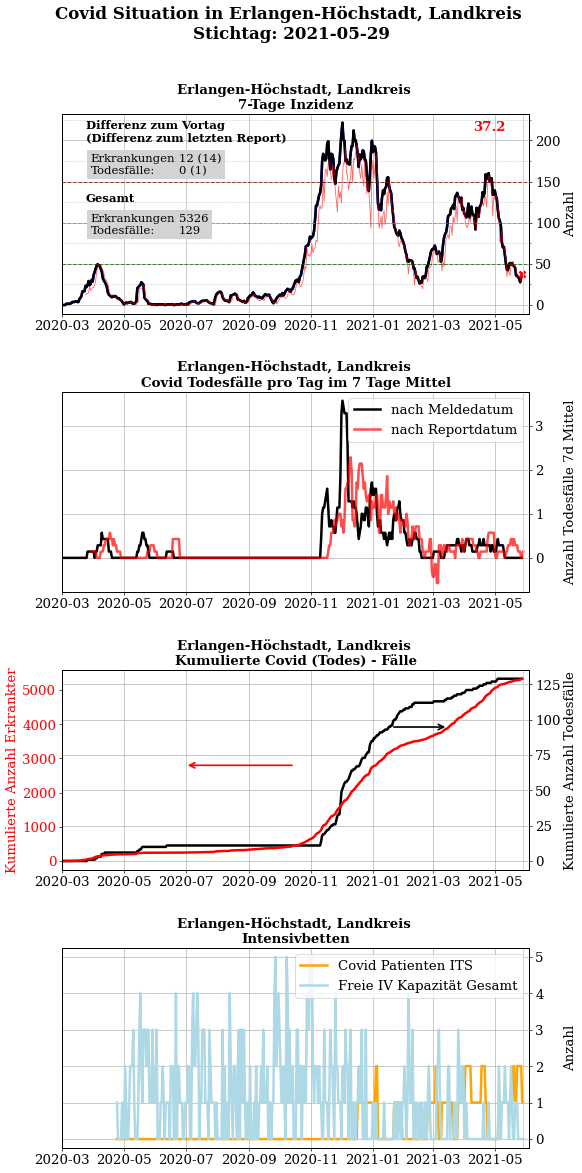 Covid Situation in Erlangen-Höchstadt, Landkreis
Stichtag: 2021-05-29
Erlangen-Höchstadt, Landkreis
7-Tage Inzidenz
Differenz zum Vortag
(Differenz zum letzten Report)
Erkrankungen 12 (14)
Todesfälle: 0 (1)
Gesamt
Erkrankungen 5326
Todesfälle: 129
37.2
200
150
100
50
0
Anzahl
2020-03 2020-05 2020-07 2020-09 2020-11 2021-01 2021-03 2021-05
Erlangen-Höchstadt, Landkreis
Covid Todesfälle pro Tag im 7 Tage Mittel
nach Meldedatum
nach Reportdatum
3
2
1
0
Anzahl Todesfälle 7d Mittel
2020-03 2020-05 2020-07 2020-09 2020-11 2021-01 2021-03 2021-05
Erlangen-Höchstadt, Landkreis
Kumulierte Covid (Todes) - Fälle
Kumulierte Anzahl Erkrankter
5000
4000
3000
2000
1000
0
125
100
75
50
25
0
Kumulierte Anzahl Todesfälle
2020-03 2020-05 2020-07 2020-09 2020-11 2021-01 2021-03 2021-05
Erlangen-Höchstadt, Landkreis
Intensivbetten
Covid Patienten ITS
Freie IV Kapazität Gesamt
5
4
3
2
1
0
Anzahl
2020-03 2020-05 2020-07 2020-09 2020-11 2021-01 2021-03 2021-05